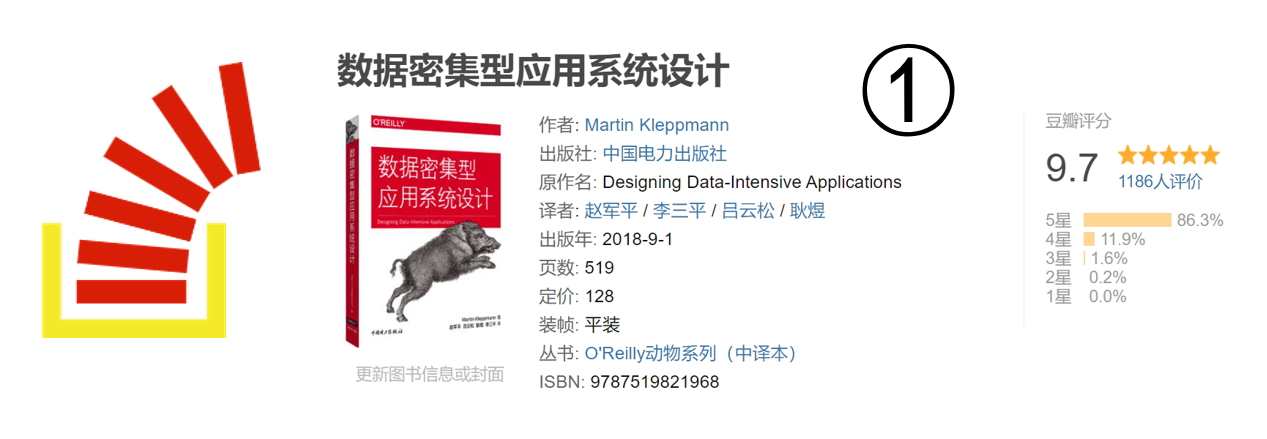 数据密集型应用系统设计
①
O'REILLY
数据密集型
应用系统设计
Designing Data-Intensive Applications
数据密集型应用系统设计
Martin Kleppmann 著
赵军平 吕云松 耿煜 李三平 译
中国电力出版社
更新图书信息或封面
作者: Martin Kleppmann
出版社: 中国电力出版社
原作名: Designing Data-Intensive Applications
译者: 赵军平 / 李三平 / 吕云松 / 耿煜
出版年: 2018-9-1
页数: 519
定价: 128
装帧: 平装
丛书: O'Reilly动物系列（中译本）
ISBN: 9787519821968
豆瓣评分
9.7
1186人评价
5星 86.3%
4星 11.9%
3星 1.6%
2星 0.2%
1星 0.0%